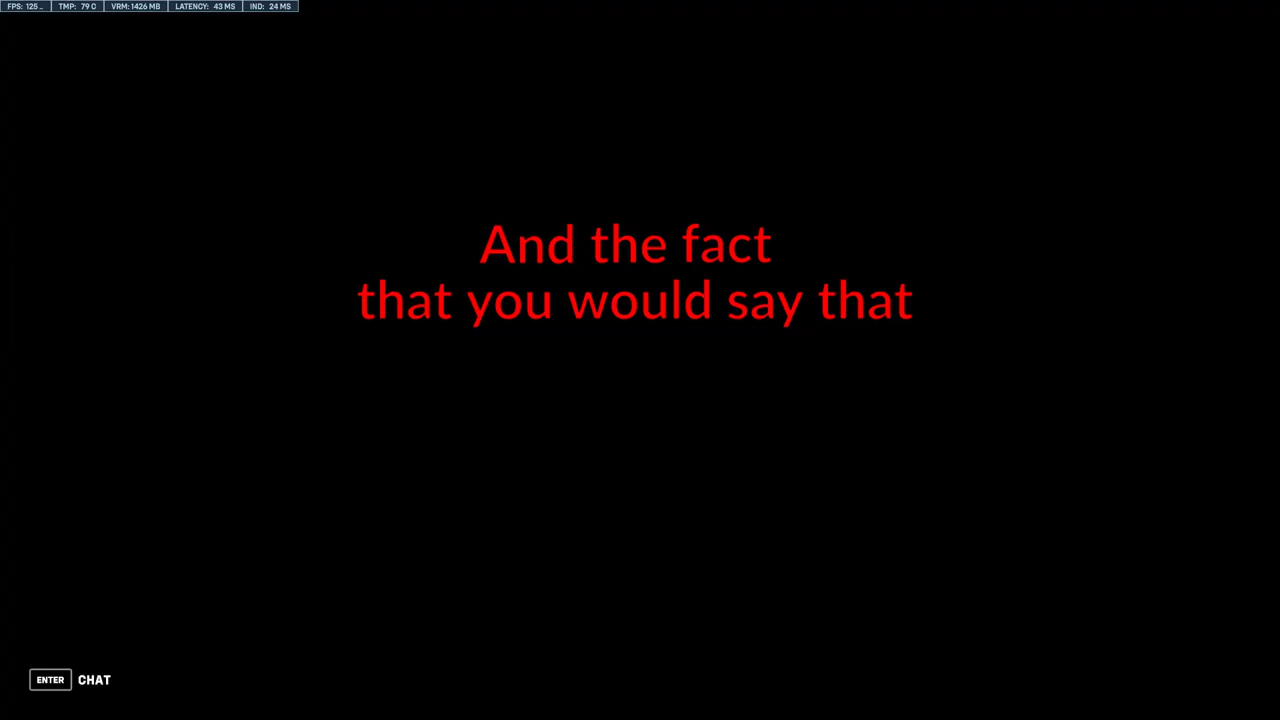 FPS: 125 .. TMP: 79 C VRM: 1426 MB LATENCY: 43 MS IND: 24 MS
And the fact
that you would say that
ENTER CHAT